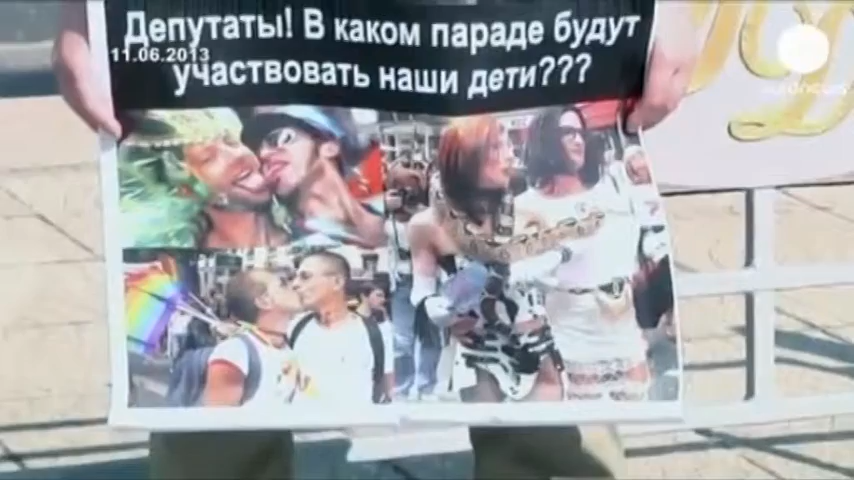 Депутаты! В каком параде будут
11.06.2013
участвовать наши дети???
euronews